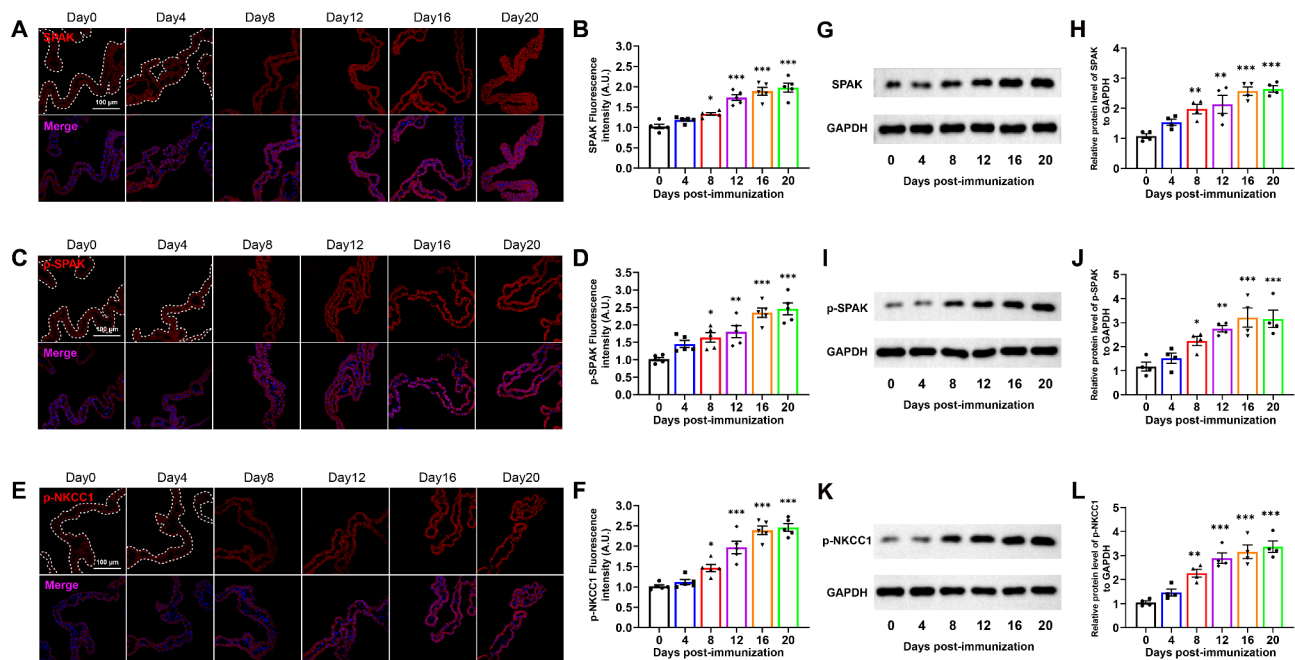 A
Day0 Day4 Day8 Day12 Day16 Day20
SPAK
100 μm
Merge
B
SPAK Fluorescence
intensity (A.U.)
3.0
2.5
2.0
1.5
1.0
0.5
0.0
* *** *** ***
0 4 8 12 16 20
Days post-immunization
G
SPAK
GAPDH
0 4 8 12 16 20
Days post-immunization
H
Relative protein level of SPAK
GAPDH
4
3
2
1
0
** ** *** ***
0 4 8 12 16 20
Days post-immunization
C
Day0 Day4 Day8 Day12 Day16 Day20
p-SPAK
100 μm
Merge
D
p-SPAK Fluorescence
intensity (A.U.)
3.5
3.0
2.5
2.0
1.5
1.0
0.5
0.0
* ** *** ***
0 4 8 12 16 20
Days post-immunization
I
p-SPAK
GAPDH
0 4 8 12 16 20
Days post-immunization
J
Relative protein level of p-SPAK
to GAPDH
5
4
3
2
1
0
* ** *** ***
0 4 8 12 16 20
Days post-immunization
E
Day0 Day4 Day8 Day12 Day16 Day20
p-NKCC1
100 μm
Merge
F
p-NKCC1 Fluorescence
intensity (A.U.)
3.0
2.5
2.0
1.5
1.0
0.5
0.0
* *** *** ***
0 4 8 12 16 20
Days post-immunization
K
p-NKCC1
GAPDH
0 4 8 12 16 20
Days post-immunization
L
Relative protein level of p-NKCC1
to GAPDH
5
4
3
2
1
0
** *** *** ***
0 4 8 12 16 20
Days post-immunization